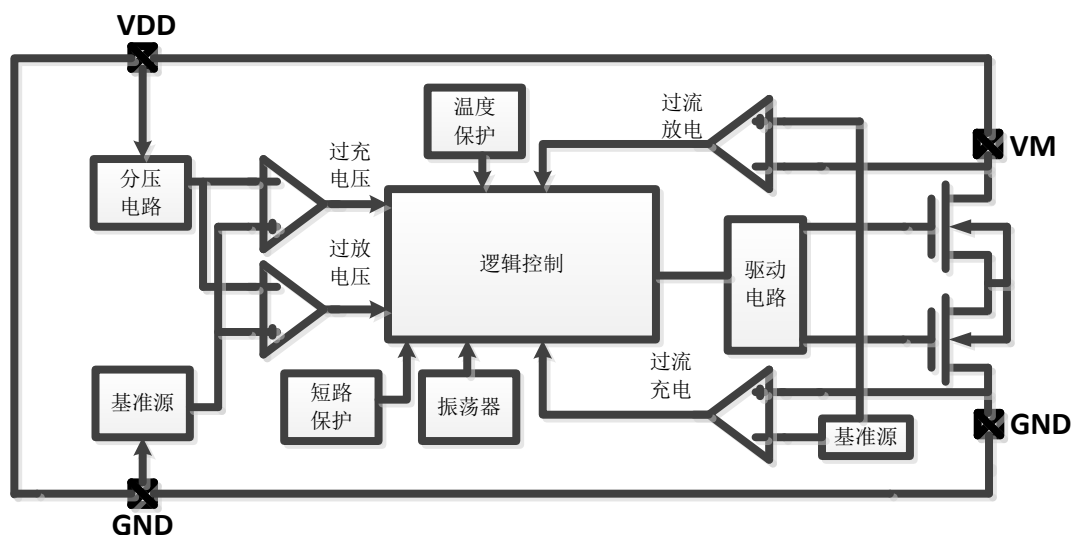 VDD
温度
保护
过流
放电
VM
分压
电路
过充
电压
逻辑控制
驱动
电路
过放
电压
基准源
短路
保护
振荡器
过流
充电
基准源
GND
GND